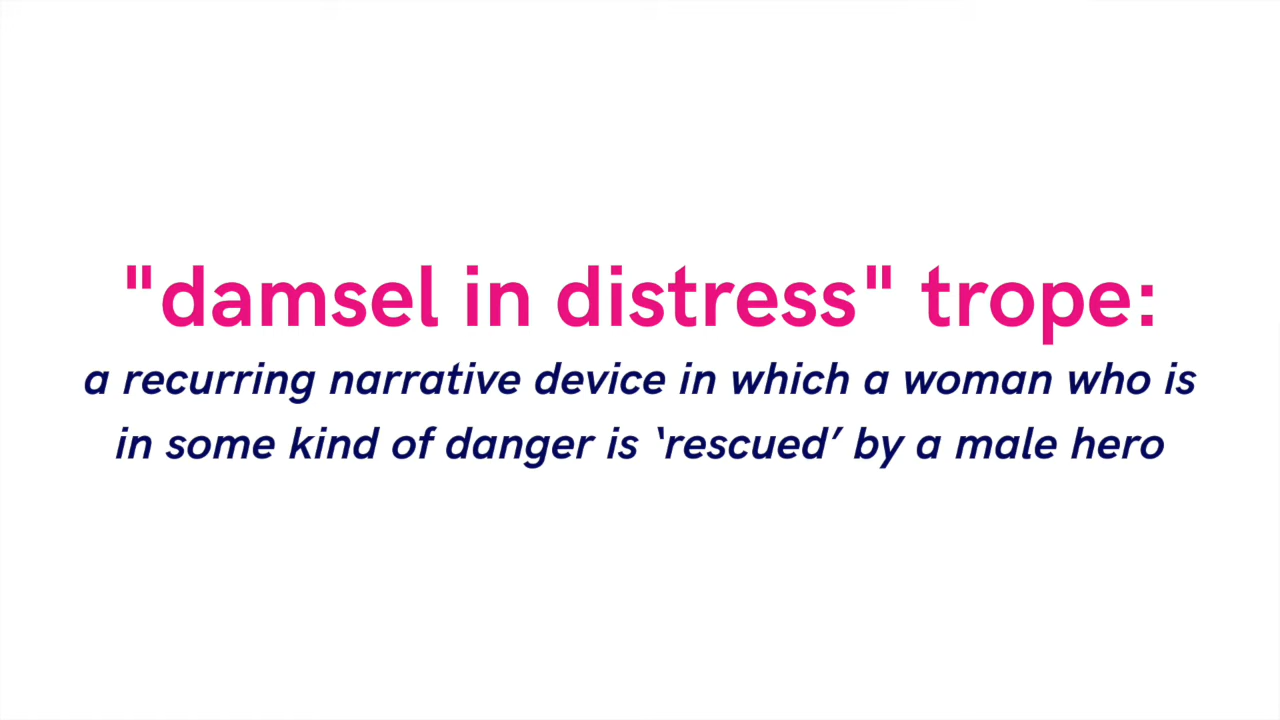 "damsel in distress" trope:
a recurring narrative device in which a woman who is
in some kind of danger is ‘rescued’ by a male hero